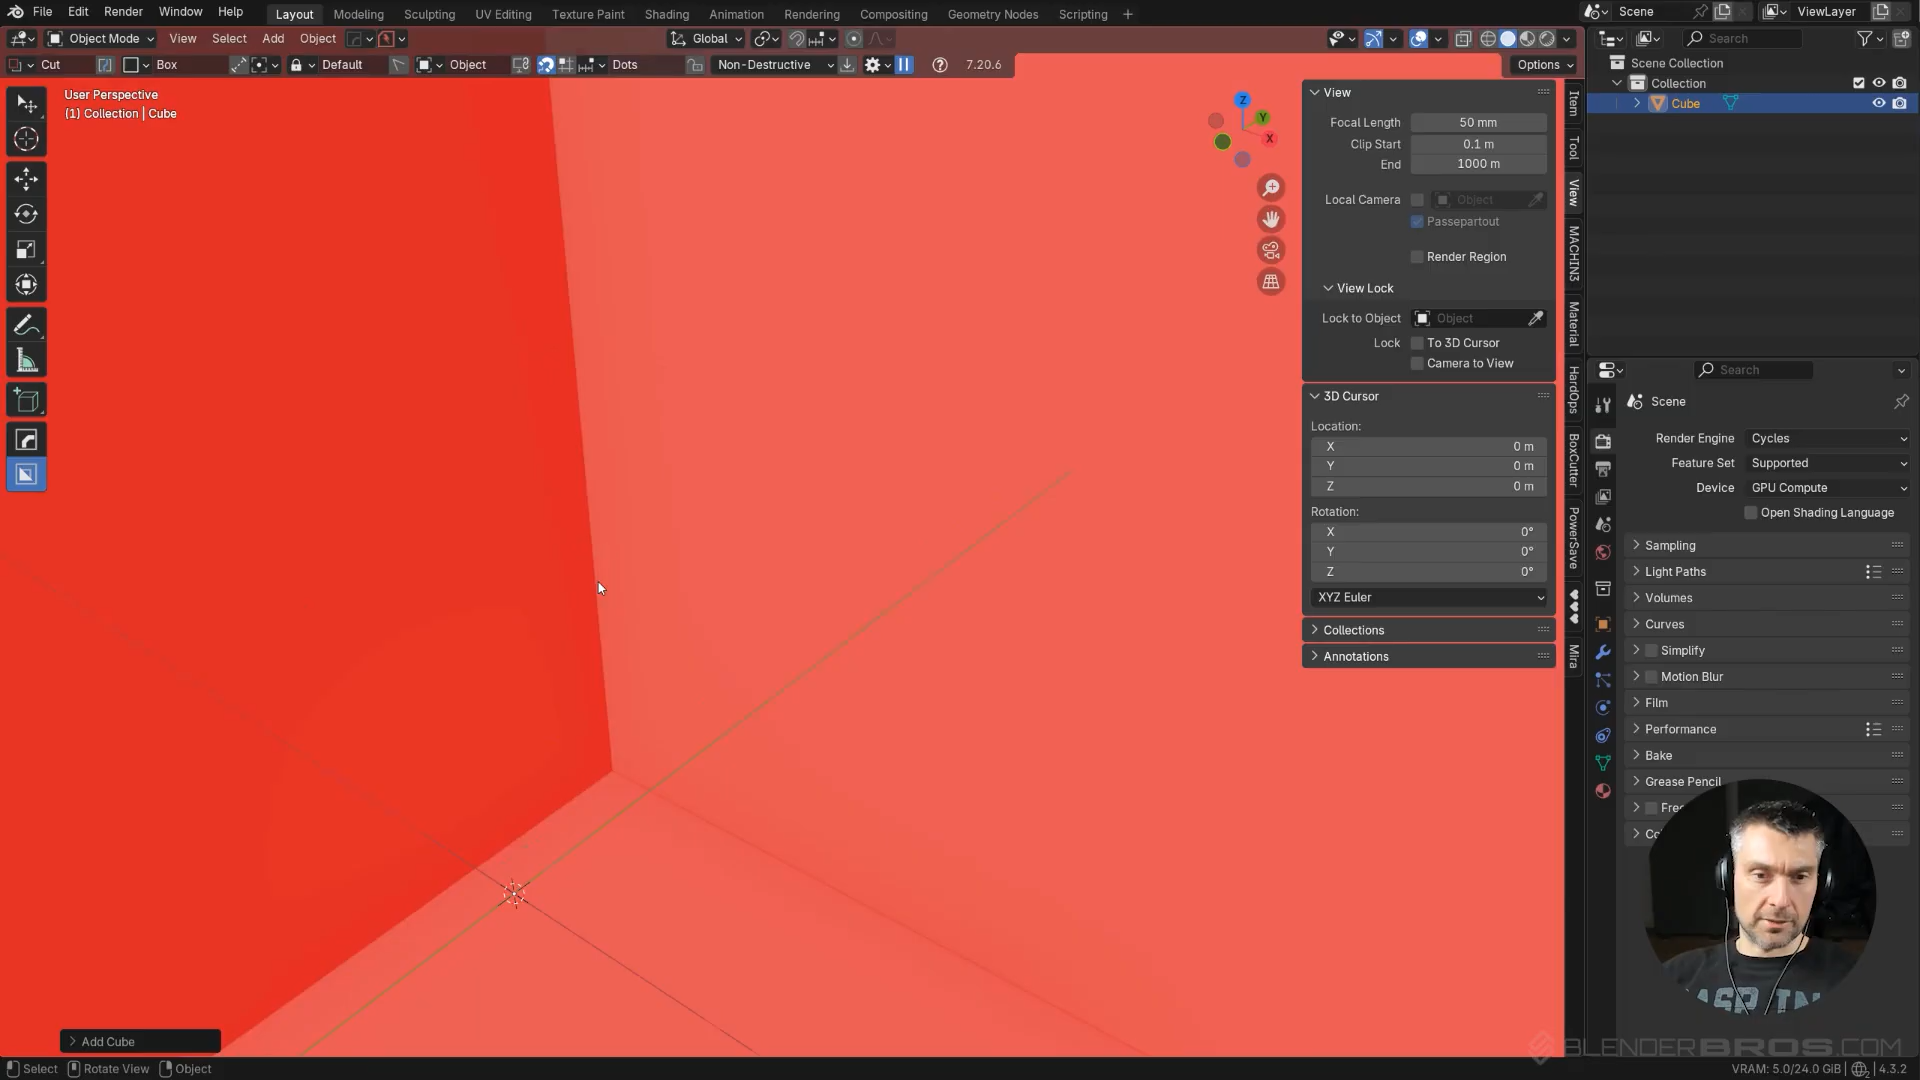 File Edit Render Window Help Layout Modeling Sculpting UV Editing Texture Paint Shading Animation Rendering Compositing Geometry Nodes Scripting + Scene ViewLayer
Object Mode View Select Add Object Global Search
Cut Box Default Object Dots Non-Destructive 7.20.6 Options
User Perspective
(1) Collection | Cube
Z
Y
X
View
Focal Length 50 mm
Clip Start 0.1 m
End 1000 m
Local Camera Object
Passepartout
Render Region
View Lock
Lock to Object Object
Lock To 3D Cursor
Camera to View
3D Cursor
Location:
X 0 m
Y 0 m
Z 0 m
Rotation:
X 0°
Y 0°
Z 0°
XYZ Euler
Collections
Annotations
Item
Tool
View
MACHIN3
Material
HardOps
BoxCutter
PowerSave
Mira
Scene Collection
Collection
Cube
Search
Scene
Render Engine Cycles
Feature Set Supported
Device GPU Compute
Open Shading Language
Sampling
Light Paths
Volumes
Curves
Simplify
Motion Blur
Film
Performance
Bake
Grease Pencil
Add Cube
BLENDERBROS.COM
Select Rotate View Object
VRAM: 5.0/24.0 GiB 4.3.2